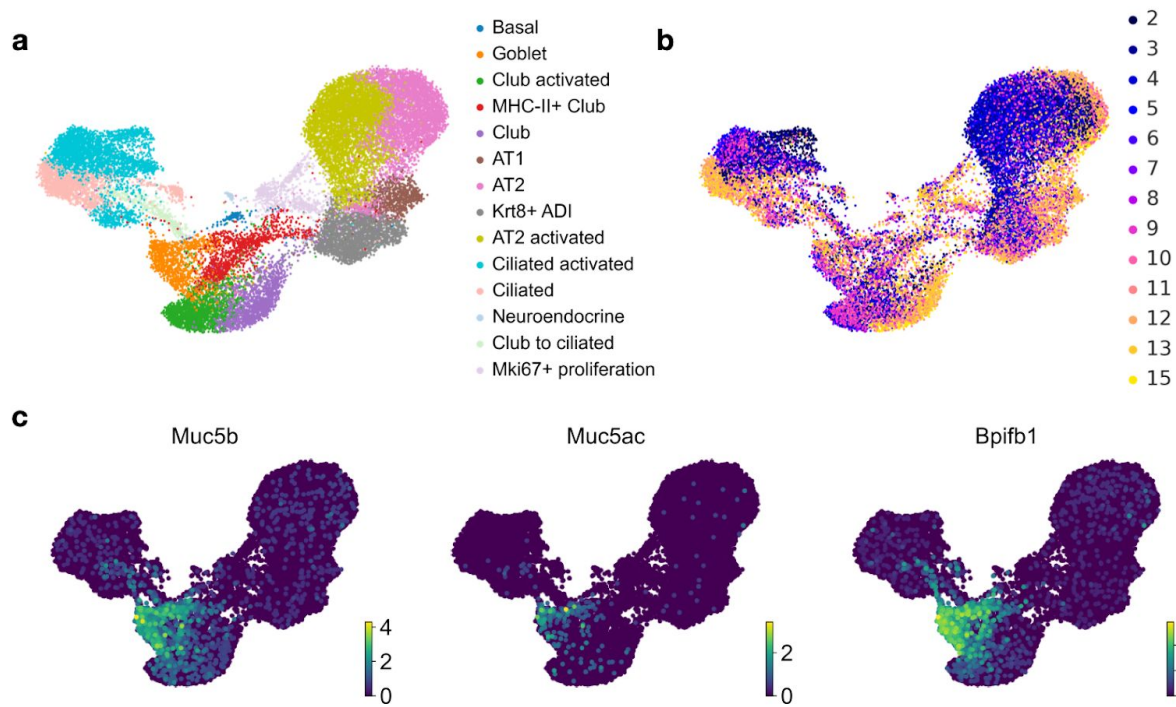 a
Basal
Goblet
Club activated
MHC-II+ Club
Club
AT1
AT2
Krt8+ ADI
AT2 activated
Ciliated activated
Ciliated
Neuroendocrine
Club to ciliated
Mki67+ proliferation
b
2
3
4
5
6
7
8
9
10
11
12
13
15
c
Muc5b
4
2
0
Muc5ac
2
0
Bpifb1